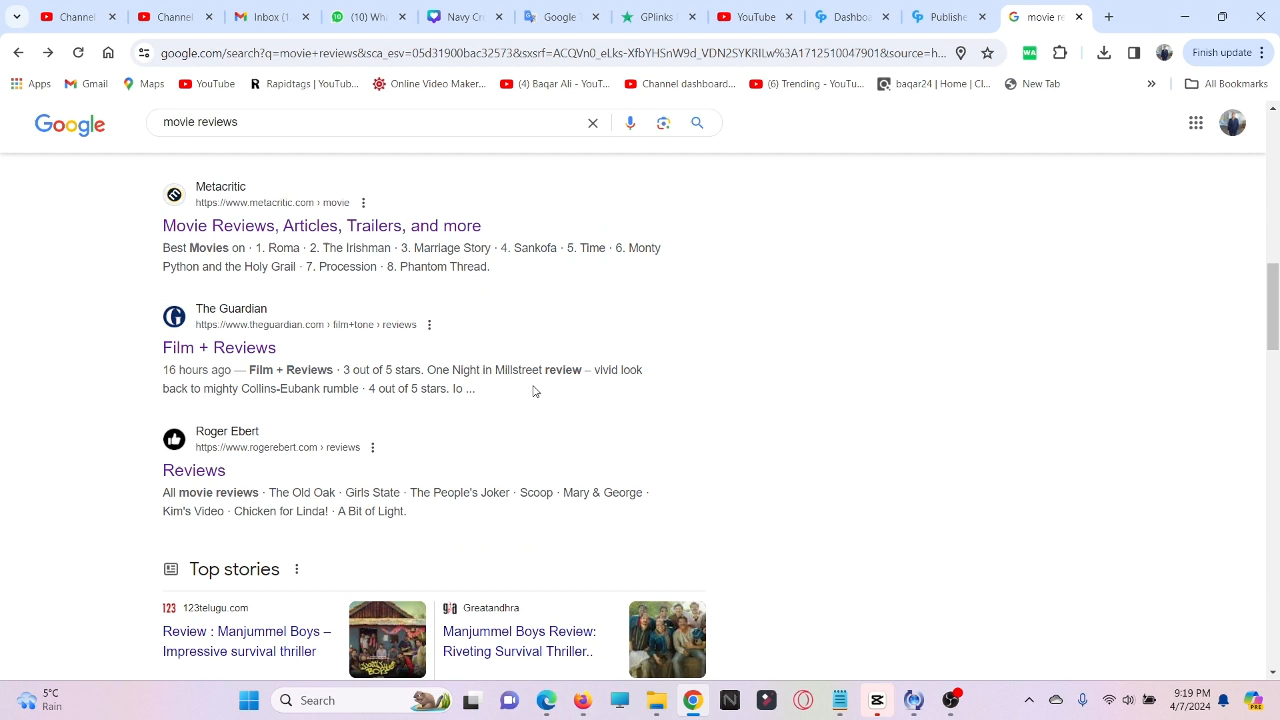 Channel
Channel
Inbox (1
(10) Wha
Navy C
Google
GPlinks
YouTube
Dashbo
Publishe
movie re
google.com/search?q=movie+reviews&sca_esv=05d31900bac32573&sxsrf=ACQVn0_eLks-XfbYHSnW9d_VDN2SYKRILw%3A1712510047901&source=h...
WA
Finish update
Apps
Gmail
Maps
YouTube
Rapidtags | YouTub...
Online Video Maker...
(4) Baqar Ali - YouT...
Channel dashboard...
(6) Trending - YouTu...
baqar24 | Home | Cl...
New Tab
»
All Bookmarks
Google
movie reviews
Metacritic
https://www.metacritic.com › movie
Movie Reviews, Articles, Trailers, and more
Best Movies on · 1. Roma · 2. The Irishman · 3. Marriage Story · 4. Sankofa · 5. Time · 6. Monty
Python and the Holy Grail · 7. Procession · 8. Phantom Thread.
The Guardian
https://www.theguardian.com › film+tone › reviews
Film + Reviews
16 hours ago — Film + Reviews · 3 out of 5 stars. One Night in Millstreet review – vivid look
back to mighty Collins-Eubank rumble · 4 out of 5 stars. Io ...
Roger Ebert
https://www.rogerebert.com › reviews
Reviews
All movie reviews · The Old Oak · Girls State · The People's Joker · Scoop · Mary & George ·
Kim's Video · Chicken for Linda! · A Bit of Light.
Top stories
123 123telugu.com
Review : Manjummel Boys –
Impressive survival thriller
g/a Greatandhra
Manjummel Boys Review:
Riveting Survival Thriller..
5°C
Rain
Search
9:19 PM
4/7/2024